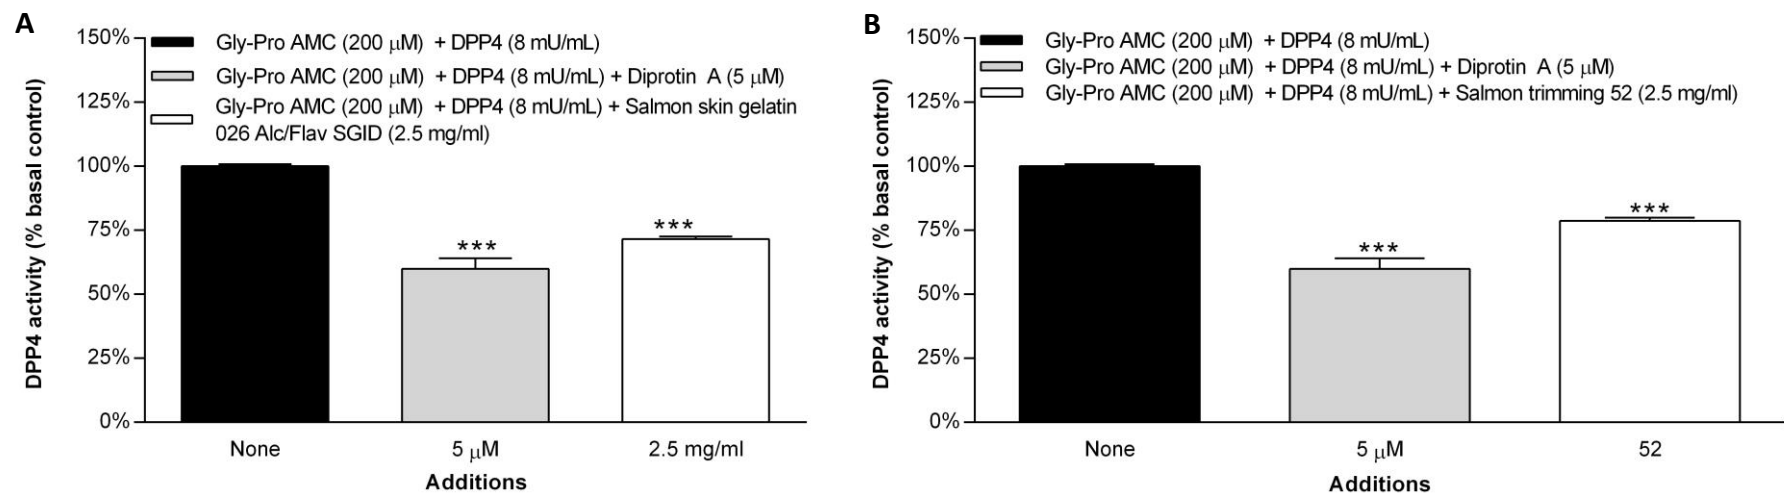 A
DPP4 activity (% basal control)
150%
125%
100%
75%
50%
25%
0%
Gly-Pro AMC (200 μM) + DPP4 (8 mU/mL)
Gly-Pro AMC (200 μM) + DPP4 (8 mU/mL) + Diprotin A (5 μM)
Gly-Pro AMC (200 μM) + DPP4 (8 mU/mL) + Salmon skin gelatin
026 Alc/Flav SGID (2.5 mg/ml)
***
***
None
5 μM
2.5 mg/ml
Additions
B
DPP4 activity (% basal control)
150%
125%
100%
75%
50%
25%
0%
Gly-Pro AMC (200 μM) + DPP4 (8 mU/mL)
Gly-Pro AMC (200 μM) + DPP4 (8 mU/mL) + Diprotin A (5 μM)
Gly-Pro AMC (200 μM) + DPP4 (8 mU/mL) + Salmon trimming 52 (2.5 mg/ml)
***
***
None
5 μM
52
Additions